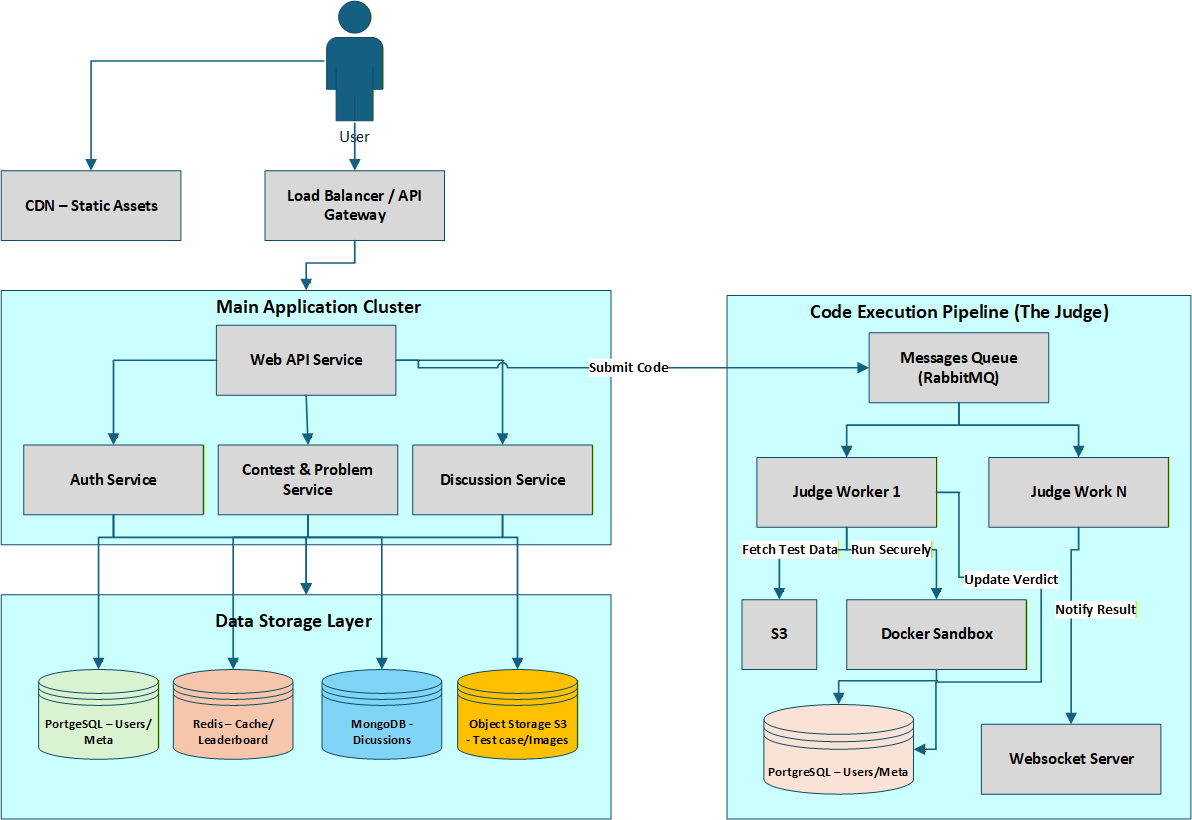 User
CDN – Static Assets
Load Balancer / API
Gateway
Main Application Cluster
Web API Service
Auth Service
Contest & Problem
Service
Discussion Service
Submit Code
Data Storage Layer
PortgeSQL – Users/
Meta
Redis – Cache/
Leaderboard
MongoDB -
Dicussions
Object Storage S3
- Test case/Images
Code Execution Pipeline (The Judge)
Messages Queue
(RabbitMQ)
Judge Worker 1
Judge Work N
Fetch Test Data
Run Securely
Update Verdict
Notify Result
S3
Docker Sandbox
PortgreSQL – Users/Meta
Websocket Server